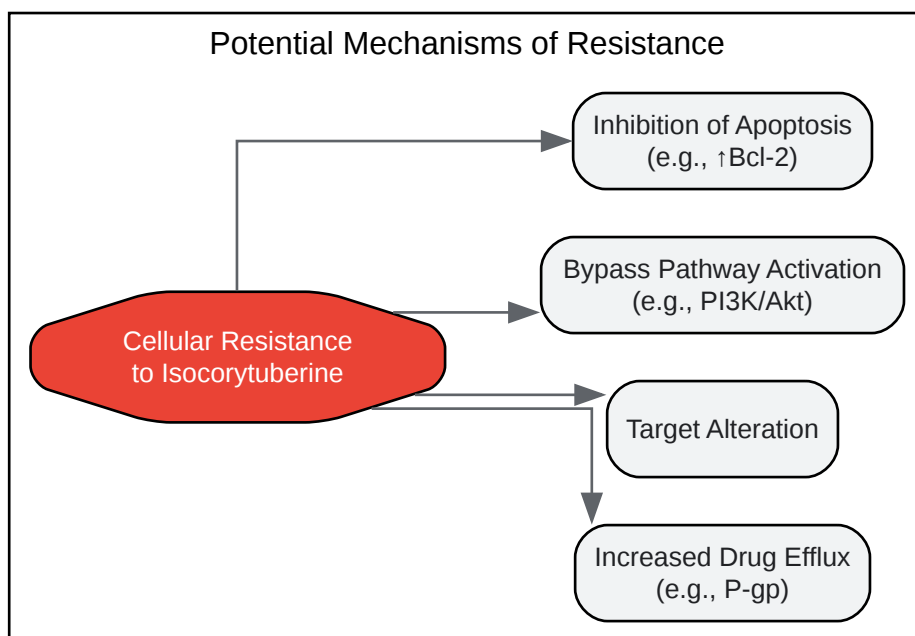 Potential Mechanisms of Resistance
Inhibition of Apoptosis
(e.g., ↑Bcl-2)
Bypass Pathway Activation
(e.g., PI3K/Akt)
Cellular Resistance
to Isocorytuberine
Target Alteration
Increased Drug Efflux
(e.g., P-gp)